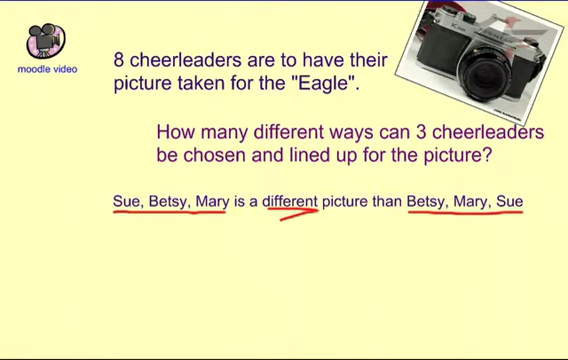 moodle video
8 cheerleaders are to have their
picture taken for the "Eagle".
How many different ways can 3 cheerleaders
be chosen and lined up for the picture?
Sue, Betsy, Mary is a different picture than Betsy, Mary, Sue